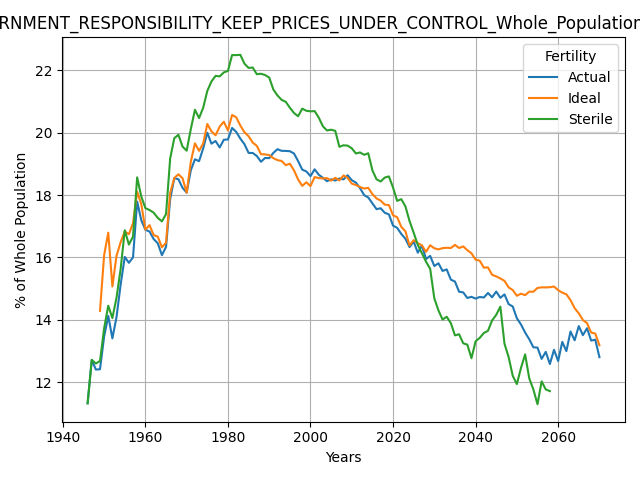 RNMENT_RESPONSIBILITY_KEEP_PRICES_UNDER_CONTROL_Whole_Population
Fertility
Actual
Ideal
Sterile
% of Whole Population
22
20
18
16
14
12
1940 1960 1980 2000 2020 2040 2060
Years